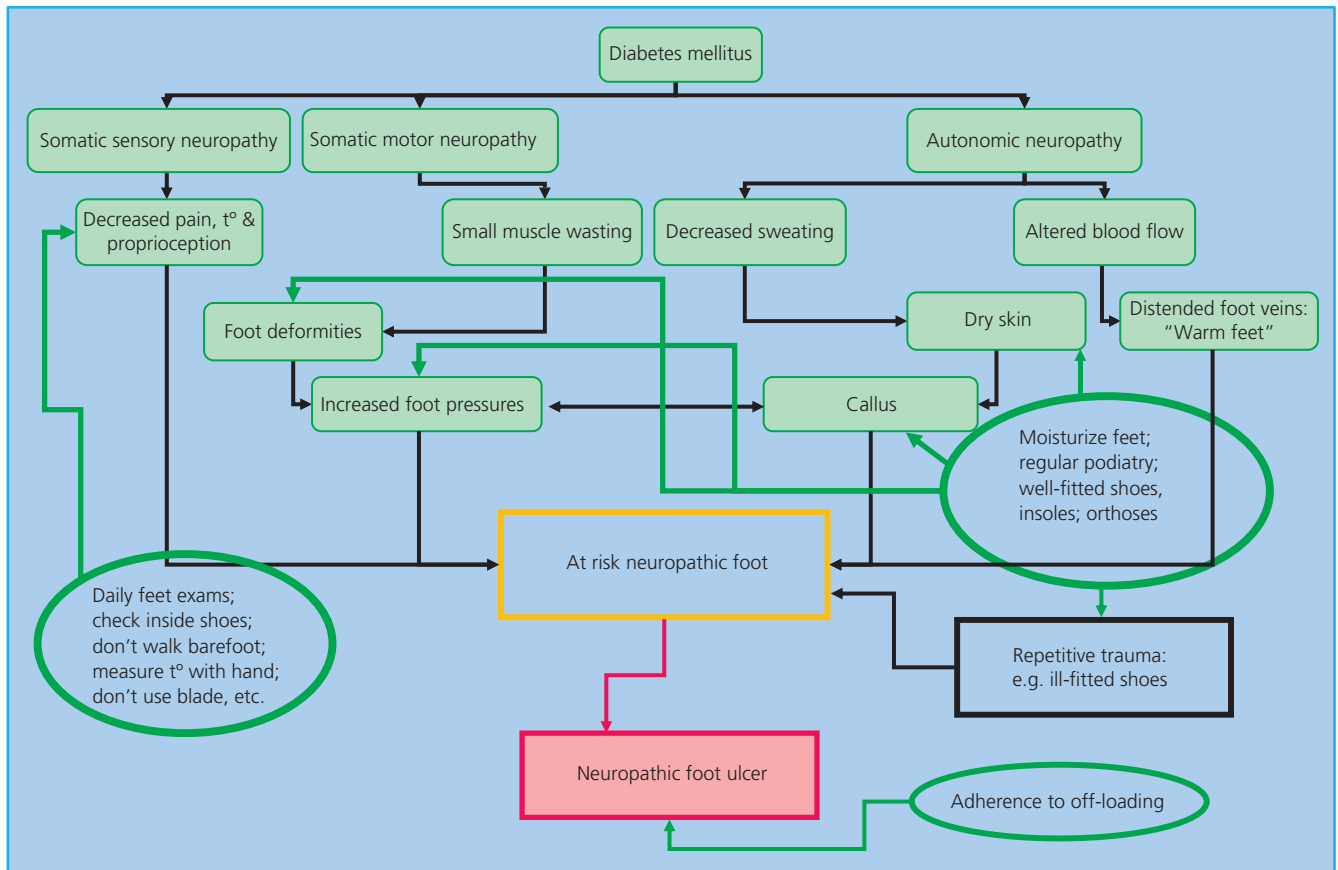 Diabetes mellitus
Somatic sensory neuropathy
Somatic motor neuropathy
Autonomic neuropathy
Decreased pain, tº &
proprioception
Small muscle wasting
Decreased sweating
Altered blood flow
Foot deformities
Dry skin
Distended foot veins:
“Warm feet”
Increased foot pressures
Callus
Moisturize feet;
regular podiatry;
well-fitted shoes,
insoles; orthoses
At risk neuropathic foot
Daily feet exams;
check inside shoes;
don’t walk barefoot;
measure tº with hand;
don’t use blade, etc.
Repetitive trauma:
e.g. ill-fitted shoes
Neuropathic foot ulcer
Adherence to off-loading